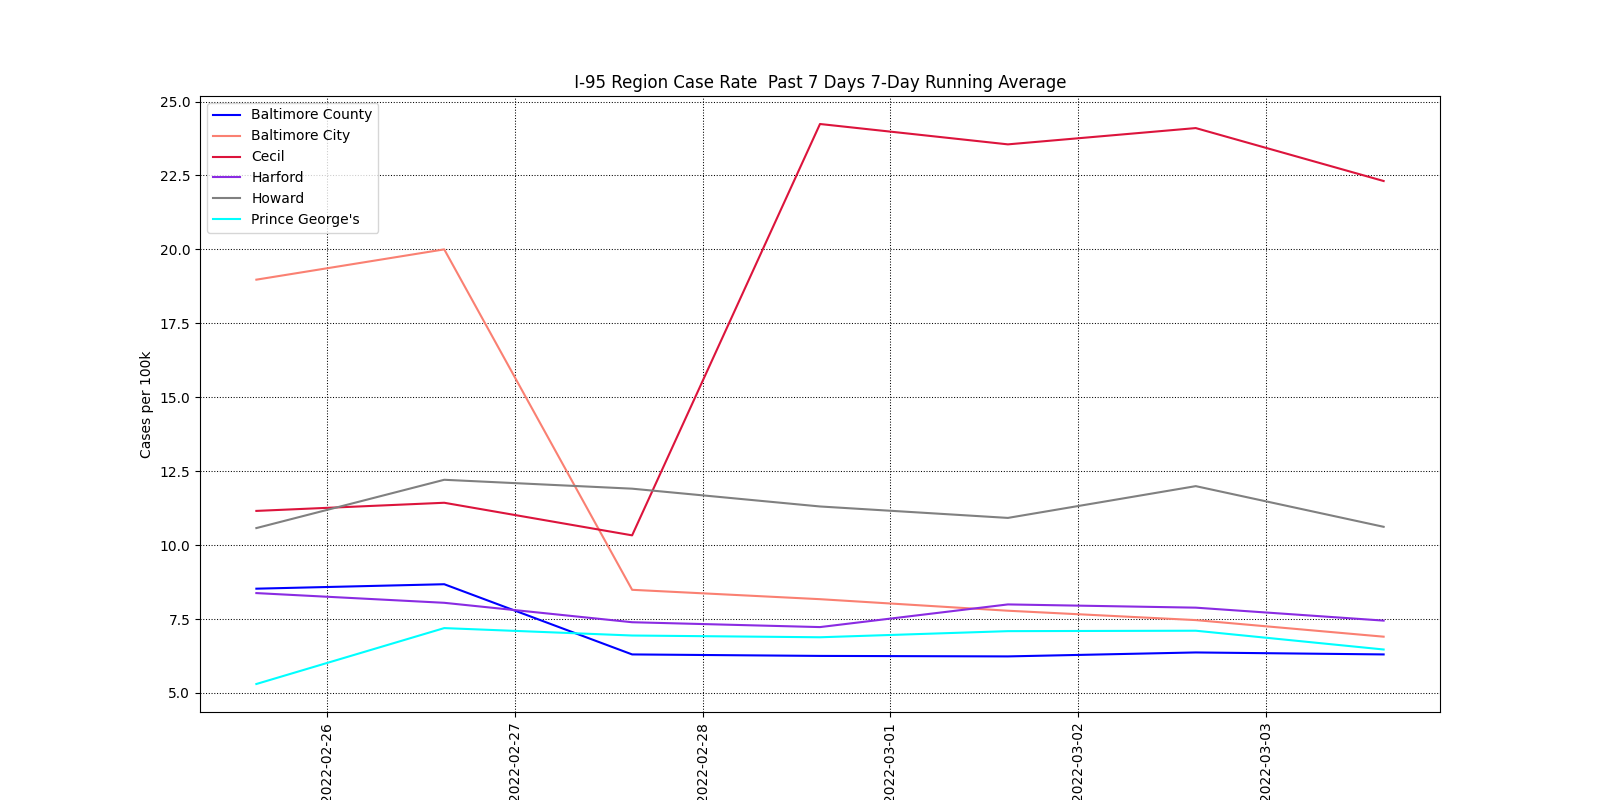 I-95 Region Case Rate  Past 7 Days 7-Day Running Average
Baltimore County
Baltimore City
Cecil
Harford
Howard
Prince George's
25.0
22.5
20.0
17.5
15.0
12.5
10.0
7.5
5.0
Cases per 100k
2022-02-26
2022-02-27
2022-02-28
2022-03-01
2022-03-02
2022-03-03